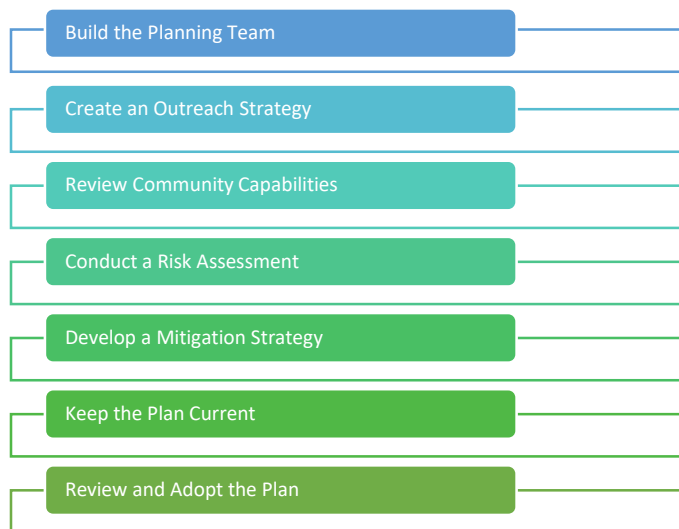 Build the Planning Team
Create an Outreach Strategy
Review Community Capabilities
Conduct a Risk Assessment
Develop a Mitigation Strategy
Keep the Plan Current
Review and Adopt the Plan